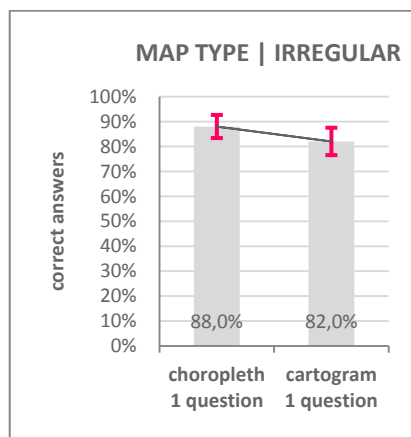 MAP TYPE | IRREGULAR
correct answers
100%
90%
80%
70%
60%
50%
40%
30%
20%
10%
0%
88,0%
82,0%
choropleth
1 question
cartogram
1 question